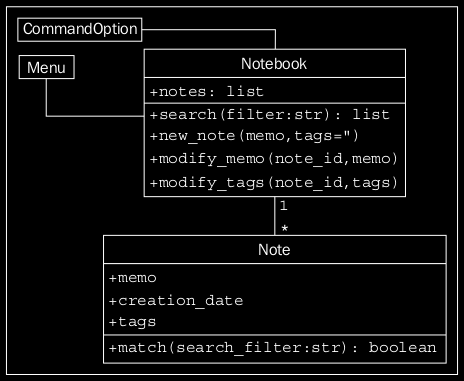 CommandOption
Menu
Notebook
+notes: list
+search(filter:str): list
+new_note(memo,tags=")
+modify_memo(note_id,memo)
+modify_tags(note_id,tags)
1
*
Note
+memo
+creation_date
+tags
+match(search_filter:str): boolean